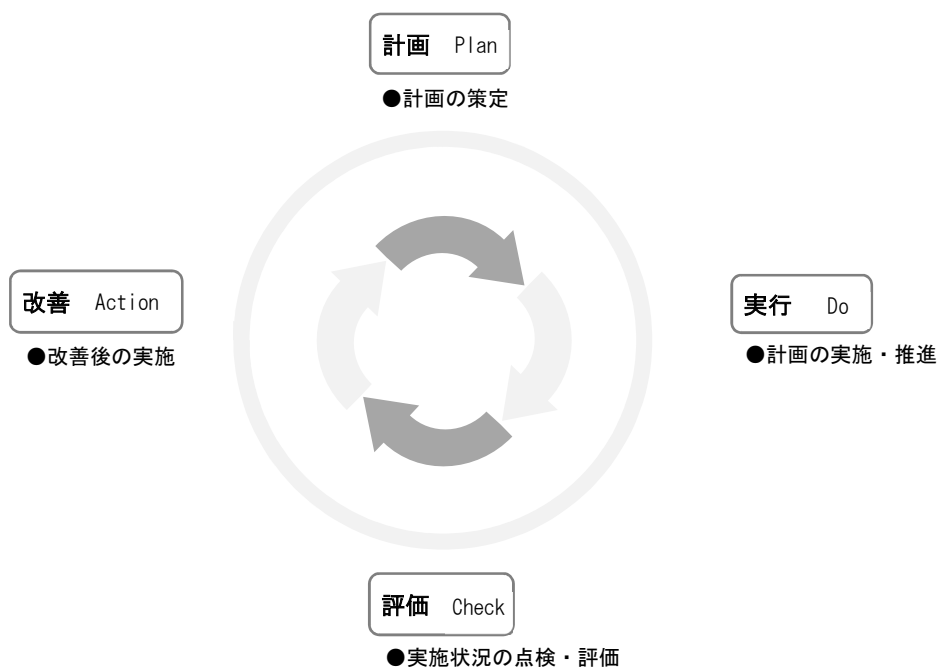 計画 Plan
●計画の策定
改善 Action
●改善後の実施
実行 Do
●計画の実施・推進
評価 Check
●実施状況の点検・評価